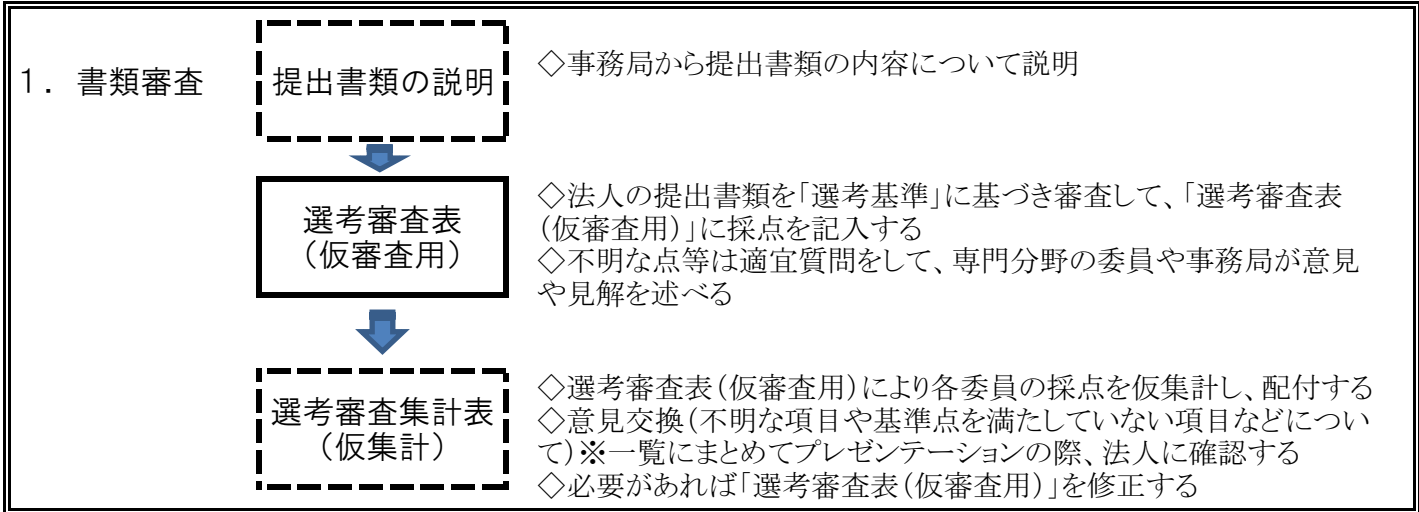 1．書類審査
提出書類の説明
◇事務局から提出書類の内容について説明
選考審査表
（仮審査用）
◇法人の提出書類を「選考基準」に基づき審査して、「選考審査表
（仮審査用）」に採点を記入する
◇不明な点等は適宜質問をして、専門分野の委員や事務局が意見
や見解を述べる
選考審査集計表
（仮集計）
◇選考審査表（仮審査用）により各委員の採点を仮集計し、配付する
◇意見交換（不明な項目や基準点を満たしていない項目などについ
て）※一覧にまとめてプレゼンテーションの際、法人に確認する
◇必要があれば「選考審査表（仮審査用）」を修正する